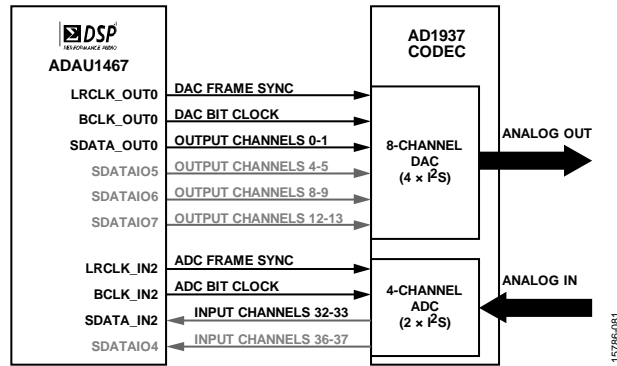 ΣDSP
PERFORMANCE AUDIO
ADAU1467
AD1937
CODEC
LRCLK_OUT0
DAC FRAME SYNC
BCLK_OUT0
DAC BIT CLOCK
SDATA_OUT0
OUTPUT CHANNELS 0-1
SDATAIO5
OUTPUT CHANNELS 4-5
SDATAIO6
OUTPUT CHANNELS 8-9
SDATAIO7
OUTPUT CHANNELS 12-13
8-CHANNEL
DAC
(4 × I²S)
ANALOG OUT
LRCLK_IN2
ADC FRAME SYNC
BCLK_IN2
ADC BIT CLOCK
SDATA_IN2
INPUT CHANNELS 32-33
SDATAIO4
INPUT CHANNELS 36-37
4-CHANNEL
ADC
(2 × I²S)
ANALOG IN
15786-081